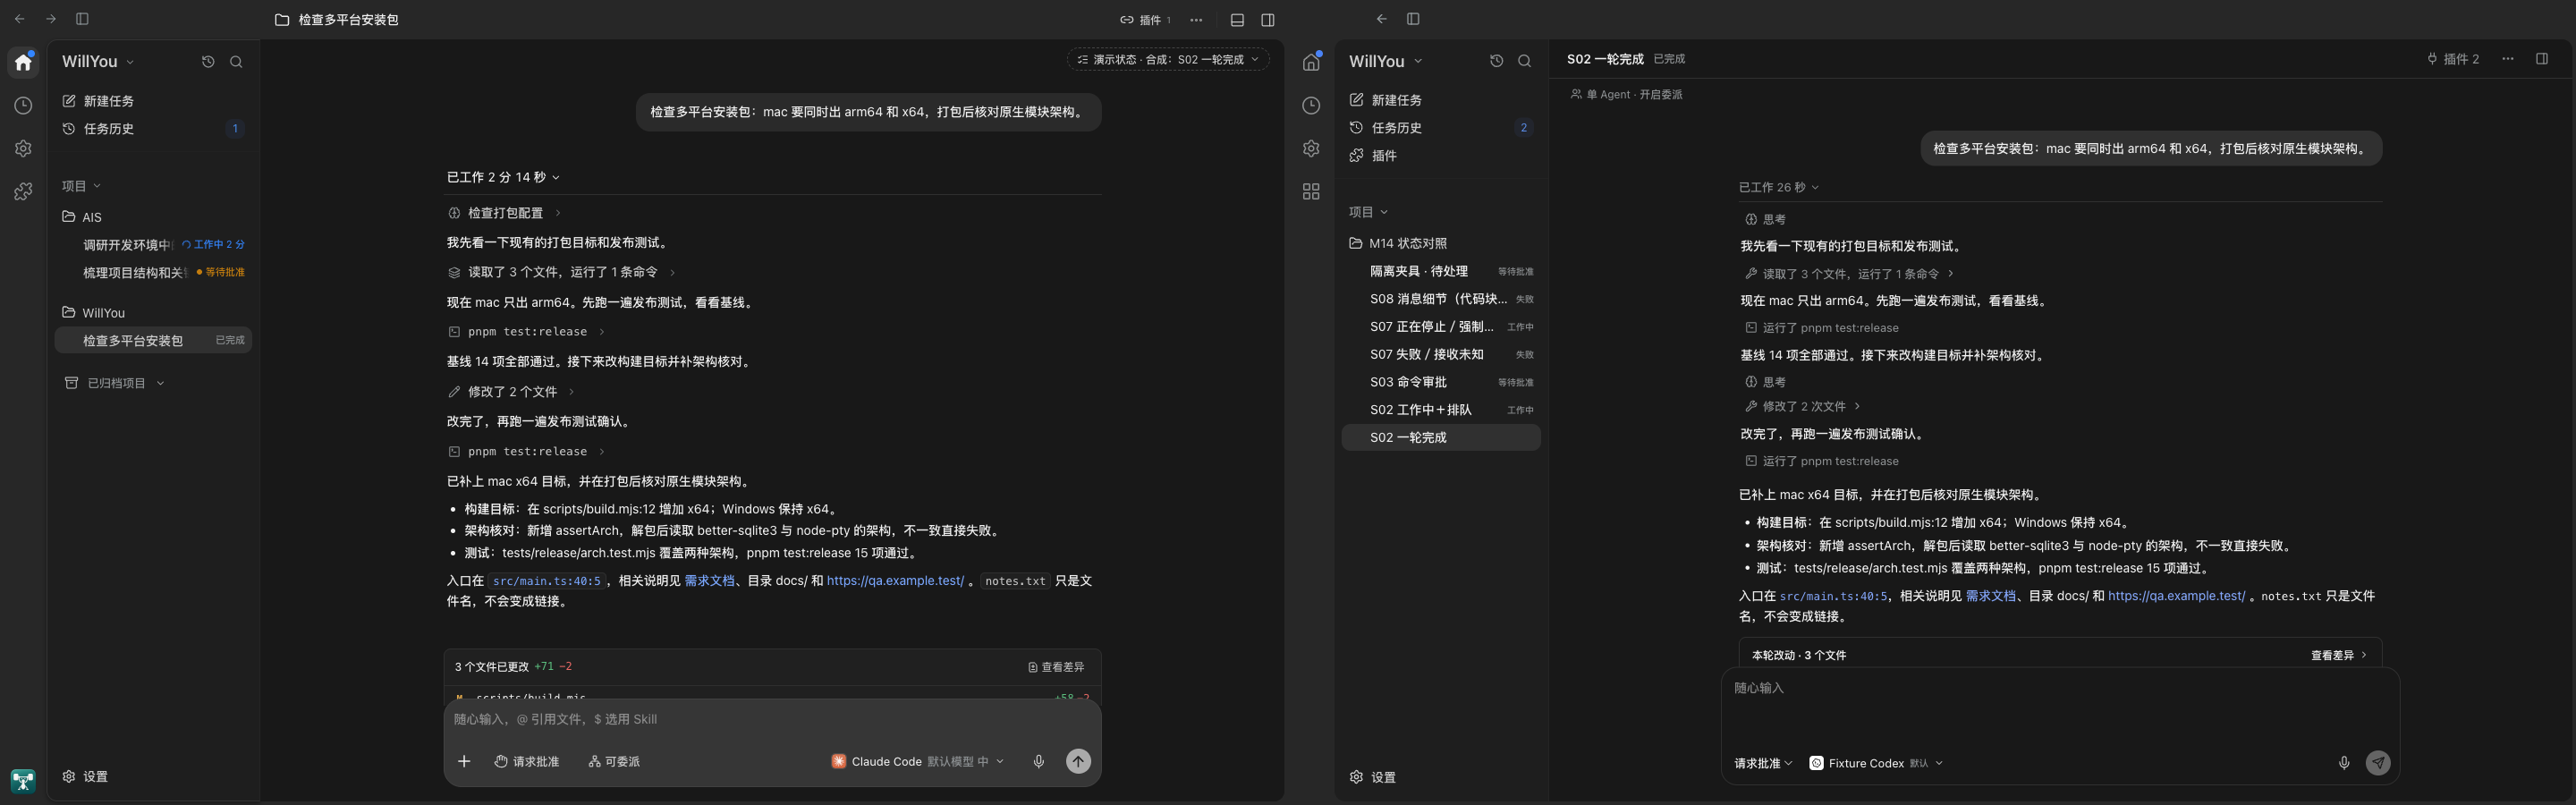 检查多平台安装包
插件 1
WillYou
新建任务
任务历史 1
项目
AIS
调研开发环境中 工作中 2 分
梳理项目结构和关 等待批准
WillYou
检查多平台安装包 已完成
已归档项目
设置
演示状态 · 合成：S02 一轮完成
检查多平台安装包：mac 要同时出 arm64 和 x64，打包后核对原生模块架构。
已工作 2 分 14 秒
检查打包配置
我先看一下现有的打包目标和发布测试。
读取了 3 个文件，运行了 1 条命令
现在 mac 只出 arm64。先跑一遍发布测试，看看基线。
pnpm test:release
基线 14 项全部通过。接下来改构建目标并补架构核对。
修改了 2 个文件
改完了，再跑一遍发布测试确认。
pnpm test:release
已补上 mac x64 目标，并在打包后核对原生模块架构。
• 构建目标：在 scripts/build.mjs:12 增加 x64；Windows 保持 x64。
• 架构核对：新增 assertArch，解包后读取 better-sqlite3 与 node-pty 的架构，不一致直接失败。
• 测试：tests/release/arch.test.mjs 覆盖两种架构，pnpm test:release 15 项通过。
入口在 src/main.ts:40:5，相关说明见 需求文档、目录 docs/ 和 https://qa.example.test/ 。notes.txt 只是文
件名，不会变成链接。
3 个文件已更改 +71 −2 查看差异
M scripts/build.mjs +58 −2
随心输入，@ 引用文件，$ 选用 Skill
请求批准 可委派 Claude Code 默认模型 中
WillYou
新建任务
任务历史 2
插件
项目
M14 状态对照
隔离夹具 · 待处理 等待批准
S08 消息细节（代码块... 失败
S07 正在停止 / 强制... 工作中
S07 失败 / 接收未知 失败
S03 命令审批 等待批准
S02 工作中＋排队 工作中
S02 一轮完成
设置
S02 一轮完成 已完成 插件 2
单 Agent · 开启委派
检查多平台安装包：mac 要同时出 arm64 和 x64，打包后核对原生模块架构。
已工作 26 秒
思考
我先看一下现有的打包目标和发布测试。
读取了 3 个文件，运行了 1 条命令
现在 mac 只出 arm64。先跑一遍发布测试，看看基线。
运行了 pnpm test:release
基线 14 项全部通过。接下来改构建目标并补架构核对。
思考
修改了 2 次文件
改完了，再跑一遍发布测试确认。
运行了 pnpm test:release
已补上 mac x64 目标，并在打包后核对原生模块架构。
• 构建目标：在 scripts/build.mjs:12 增加 x64；Windows 保持 x64。
• 架构核对：新增 assertArch，解包后读取 better-sqlite3 与 node-pty 的架构，不一致直接失败。
• 测试：tests/release/arch.test.mjs 覆盖两种架构，pnpm test:release 15 项通过。
入口在 src/main.ts:40:5，相关说明见 需求文档、目录 docs/ 和 https://qa.example.test/ 。notes.txt 只是文件
名，不会变成链接。
本轮改动 · 3 个文件 查看差异
随心输入
请求批准 Fixture Codex 默认